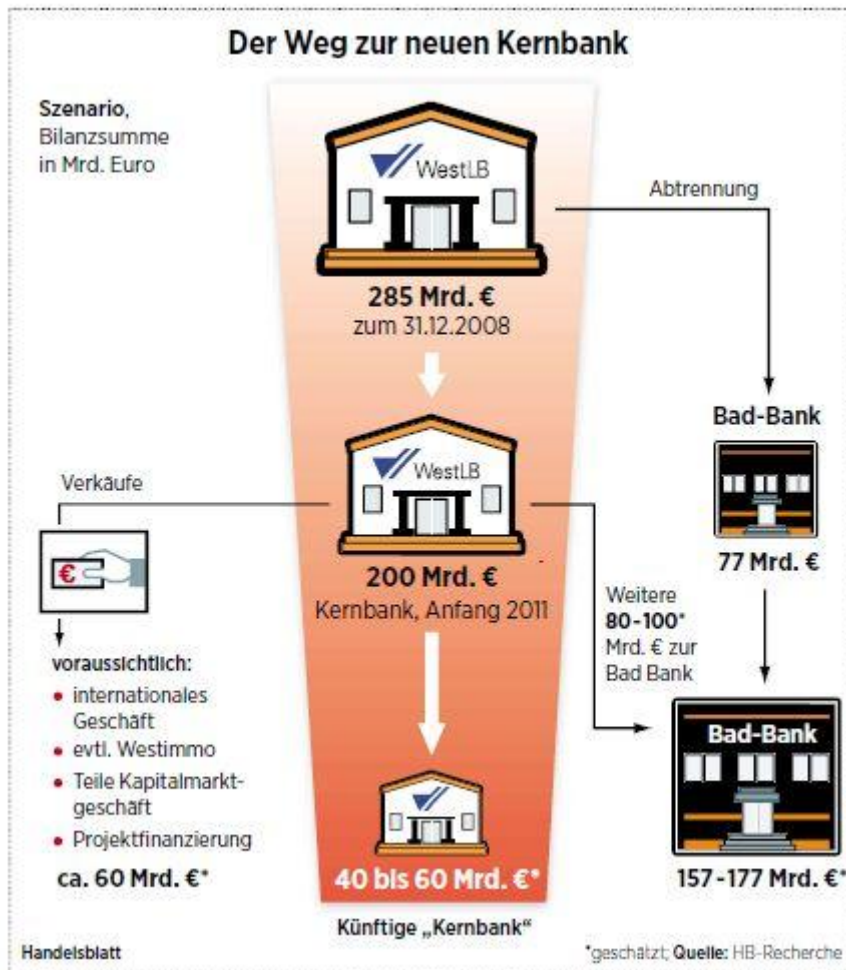 Der Weg zur neuen Kernbank
Szenario,
Bilanzsumme
in Mrd. Euro
WestLB
Abtrennung
285 Mrd. €
zum 31.12.2008
Bad-Bank
77 Mrd. €
WestLB
Verkäufe
€
200 Mrd. €
Kernbank, Anfang 2011
Weitere
80-100*
Mrd. € zur
Bad Bank
voraussichtlich:
• internationales
Geschäft
• evtl. Westimmo
• Teile Kapitalmarkt-
geschäft
• Projektfinanzierung
ca. 60 Mrd. €*
40 bis 60 Mrd. €*
Künftige „Kernbank“
Bad-Bank
157-177 Mrd. €*
Handelsblatt
*geschätzt; Quelle: HB-Recherche